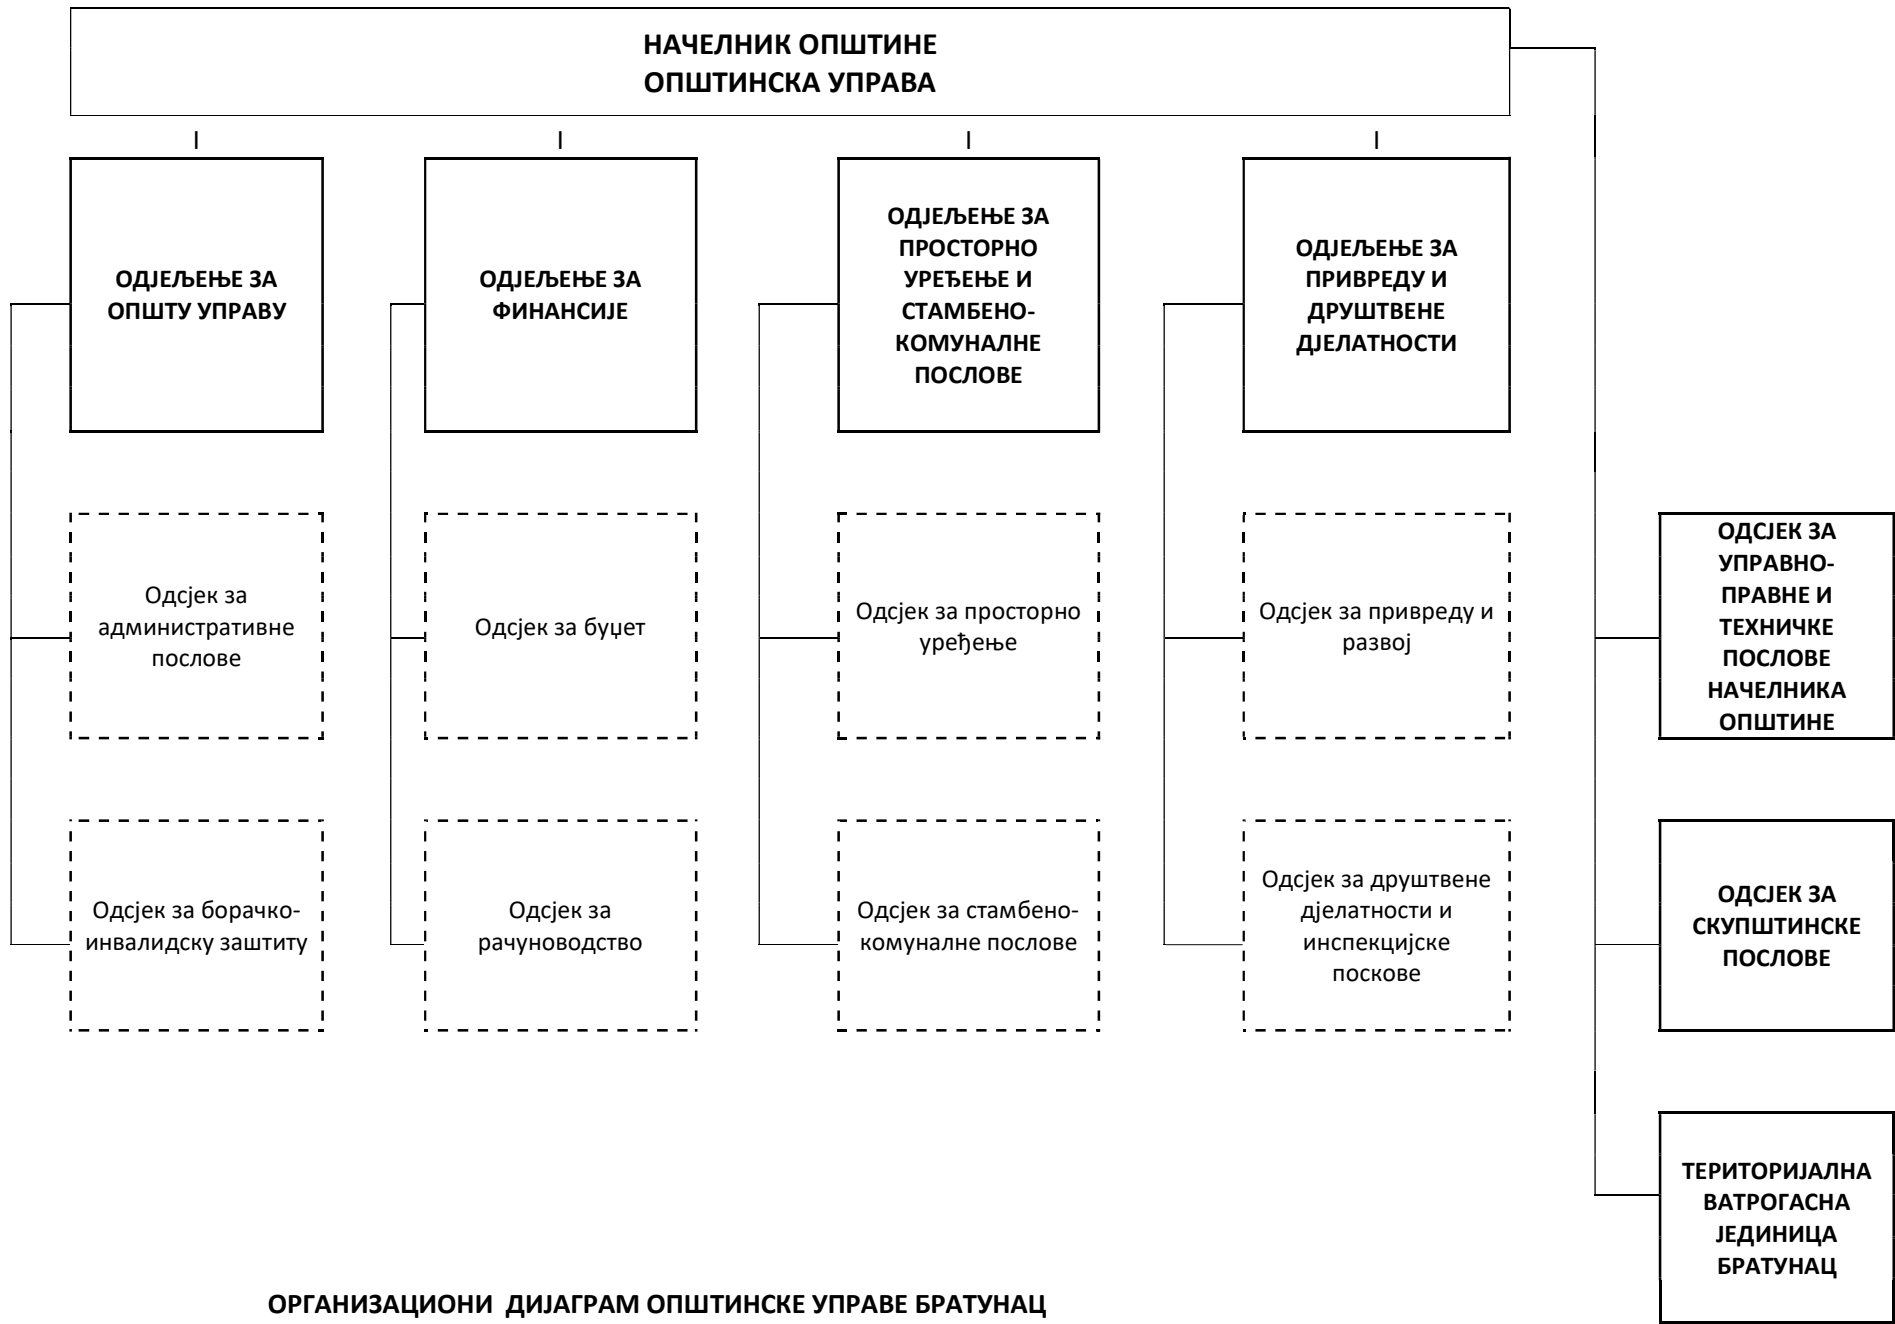 НАЧЕЛНИК ОПШТИНЕ
ОПШТИНСКА УПРАВА
ОДЈЕЉЕЊЕ ЗА
ОПШТУ УПРАВУ
ОДЈЕЉЕЊЕ ЗА
ФИНАНСИЈЕ
ОДЈЕЉЕЊЕ ЗА
ПРОСТОРНО
УРЕЂЕЊЕ И
СТАМБЕНО-
КОМУНАЛНЕ
ПОСЛОВЕ
ОДЈЕЉЕЊЕ ЗА
ПРИВРЕДУ И
ДРУШТВЕНЕ
ДЈЕЛАТНОСТИ
Одсјек за
административне
послове
Одсјек за буџет
Одсјек за просторно
уређење
Одсјек за привреду и
развој
ОДСЈЕК ЗА
УПРАВНО-
ПРАВНЕ И
ТЕХНИЧКЕ
ПОСЛОВЕ
НАЧЕЛНИКА
ОПШТИНЕ
Одсјек за борачко-
инвалидску заштиту
Одсјек за
рачуноводство
Одсјек за стамбено-
комуналне послове
Одсјек за друштвене
дјелатности и
инспекцијске
поскове
ОДСЈЕК ЗА
СКУПШТИНСКЕ
ПОСЛОВЕ
ТЕРИТОРИЈАЛНА
ВАТРОГАСНА
ЈЕДИНИЦА
БРАТУНАЦ
ОРГАНИЗАЦИОНИ ДИЈАГРАМ ОПШТИНСКЕ УПРАВЕ БРАТУНАЦ